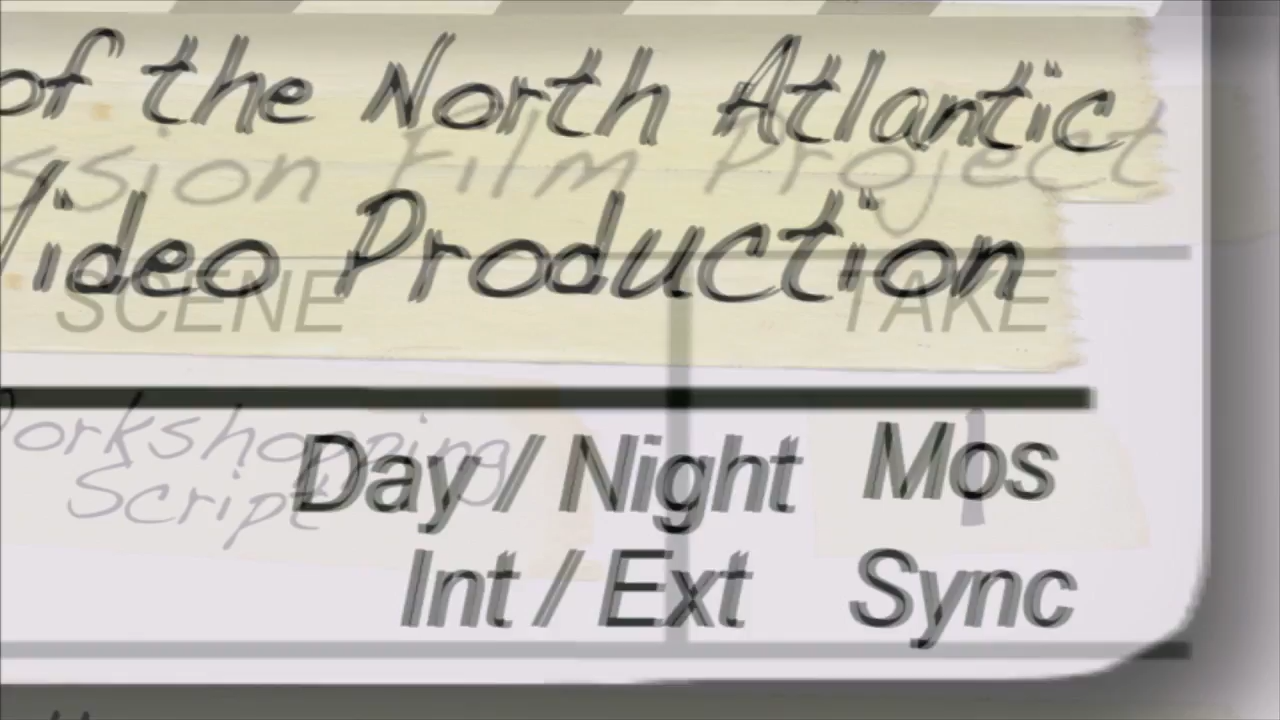 of the North Atlantic
ssion Film Project
Video Production
SCENE TAKE
Workshopping
Script
1
Day / Night Mos
Int / Ext Sync